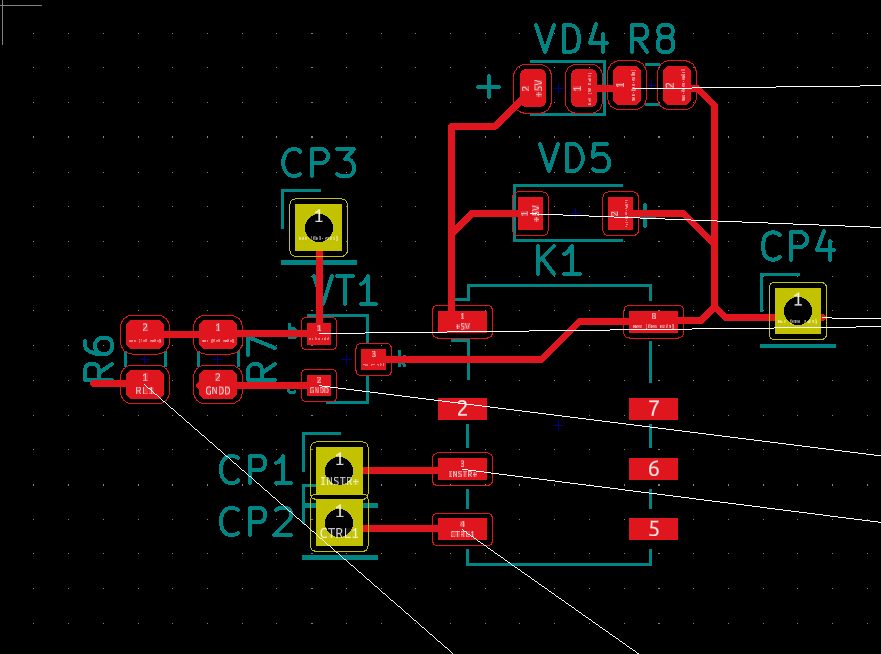 VD4 R8
+
2
+5V
1
1
2
CP3
VD5
1
1
+5V
2
K1
CP4
1
VT1
1
+5V
8
2
1
1
R6
R7
3
1
RL1
2
GNDD
2
GNDD
2
7
CP1
1
INSTR+
3
INSTR+
6
CP2
1
CTRL1
4
CTRL1
5